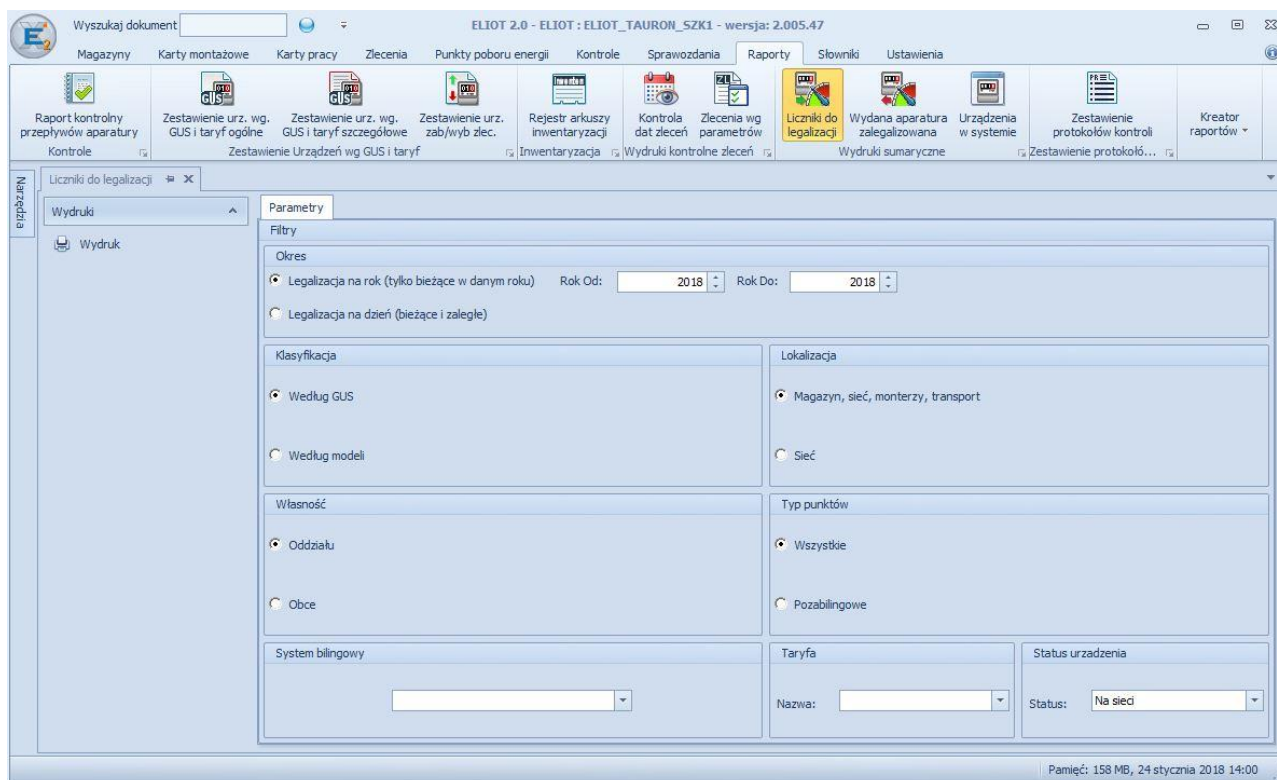 Wyszukaj dokument
ELIOT 2.0 - ELIOT : ELIOT_TAURON_SZK1 - wersja: 2.005.47
Magazyny Karty montażowe Karty pracy Zlecenia Punkty poboru energii Kontrole Sprawozdania Raporty Słowniki Ustawienia
Raport kontrolny przepływów aparatury
Zestawienie urz. wg. GUS i taryf ogólne
Zestawienie urz. wg. GUS i taryf szczegółowe
Zestawienie urz. zab/wyb zlec.
Rejestr arkuszy inwentaryzacji
Kontrola dat zleceń
Zlecenia wg parametrów
Liczniki do legalizacji
Wydana aparatura zalegalizowana
Urządzenia w systemie
Zestawienie protokołów kontroli
Kreator raportów
Kontrole
Zestawienie Urządzeń wg GUS i taryf
Inwentaryzacja
Wydruki kontrolne zleceń
Wydruki sumaryczne
Zestawienie protokołó...
Narzędzia
Liczniki do legalizacji
Wydruki
Wydruk
Parametry
Filtry
Okres
Legalizacja na rok (tylko bieżące w danym roku) Rok Od: 2018 Rok Do: 2018
Legalizacja na dzień (bieżące i zaległe)
Klasyfikacja Lokalizacja
Według GUS Magazyn, sieć, monterzy, transport
Według modeli Sieć
Własność Typ punktów
Oddziału Wszystkie
Obce Pozabilingowe
System bilingowy Taryfa Status urzadzenia
Nazwa: Status: Na sieci
Pamięć: 158 MB, 24 stycznia 2018 14:00